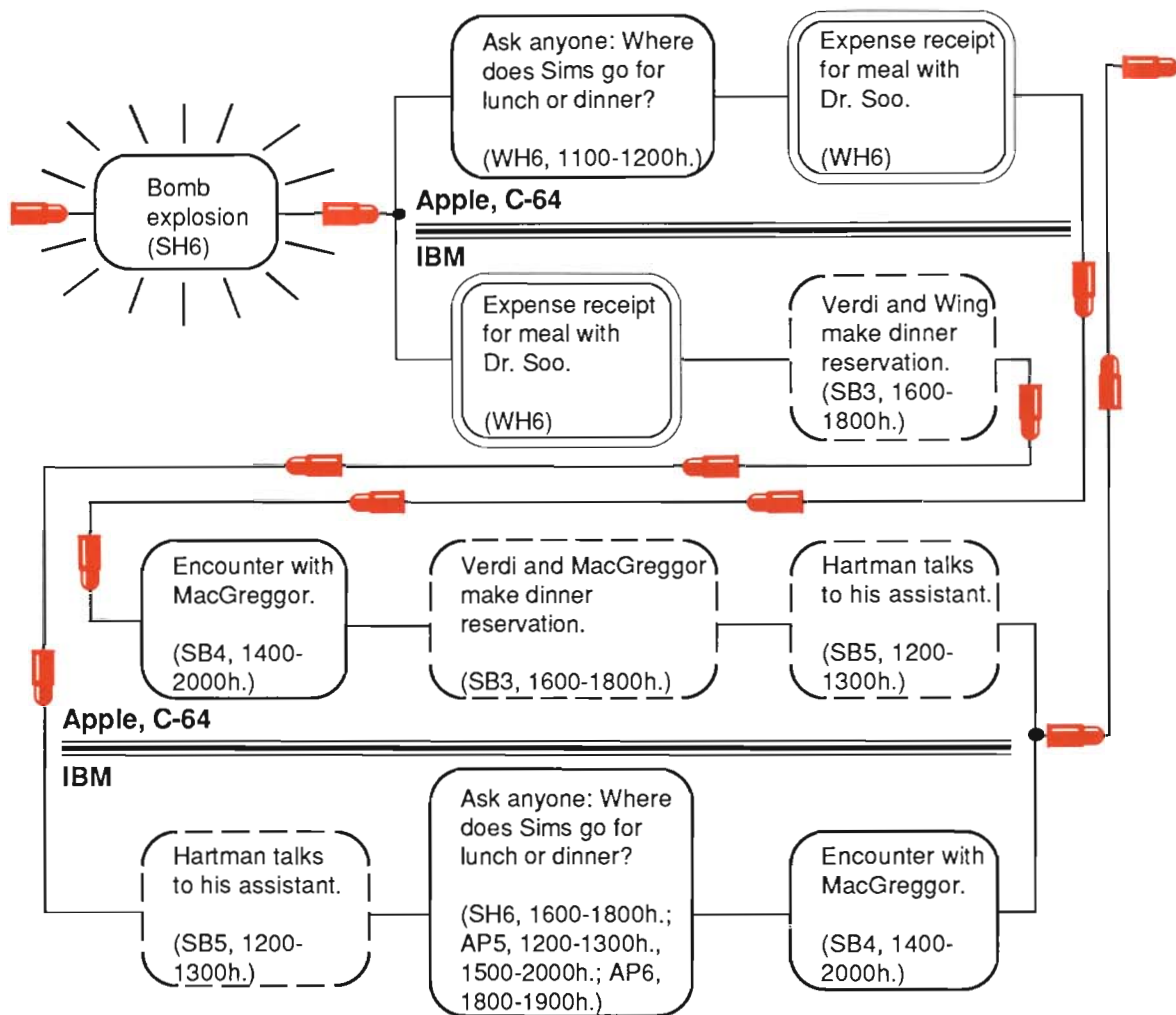 Bomb
explosion
(SH6)
Ask anyone: Where
does Sims go for
lunch or dinner?
(WH6, 1100-1200h.)
Expense receipt
for meal with
Dr. Soo.
(WH6)
Apple, C-64
IBM
Expense receipt
for meal with
Dr. Soo.
(WH6)
Verdi and Wing
make dinner
reservation.
(SB3, 1600-
1800h.)
Encounter with
MacGreggor.
(SB4, 1400-
2000h.)
Verdi and MacGreggor
make dinner
reservation.
(SB3, 1600-1800h.)
Hartman talks
to his assistant.
(SB5, 1200-
1300h.)
Apple, C-64
IBM
Hartman talks
to his assistant.
(SB5, 1200-
1300h.)
Ask anyone: Where
does Sims go for
lunch or dinner?
(SH6, 1600-1800h.;
AP5, 1200-1300h.,
1500-2000h.; AP6,
1800-1900h.)
Encounter with
MacGreggor.
(SB4, 1400-
2000h.)